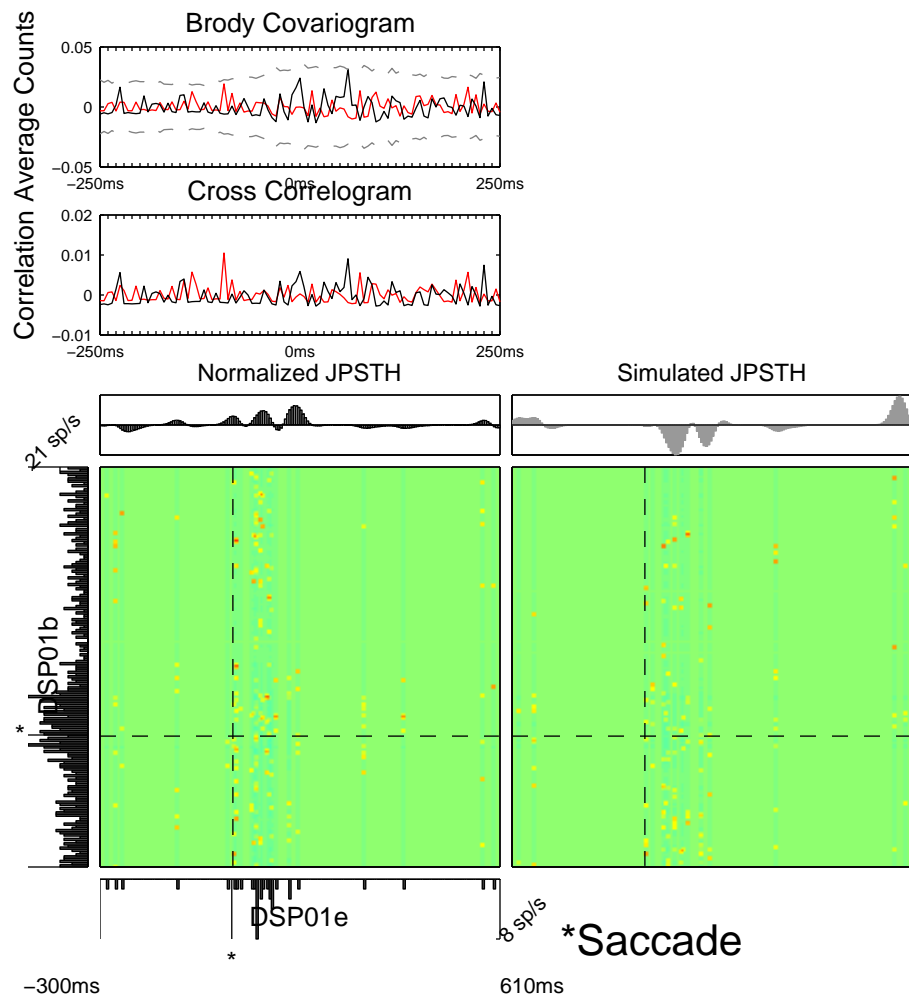 Brody Covariogram
Correlation Average Counts
0.05
0
−0.05
−250ms
0ms
250ms
Cross Correlogram
0.02
0.01
0
−0.01
−250ms
0ms
250ms
Normalized JPSTH
Simulated JPSTH
21 sp/s
DSP01b
*
DSP01e
8 sp/s
*
*Saccade
−300ms
610ms